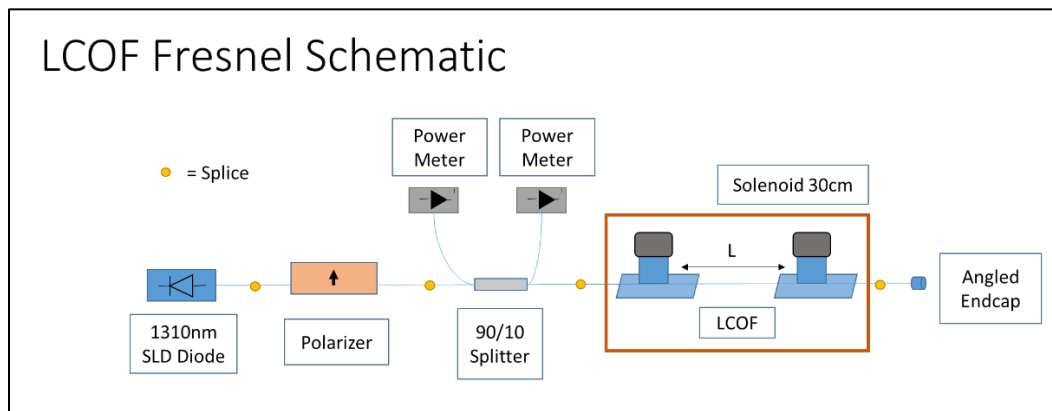 LCOF Fresnel Schematic
Power
Meter
Power
Meter
= Splice
Solenoid 30cm
L
1310nm
SLD Diode
Polarizer
90/10
Splitter
LCOF
Angled
Endcap